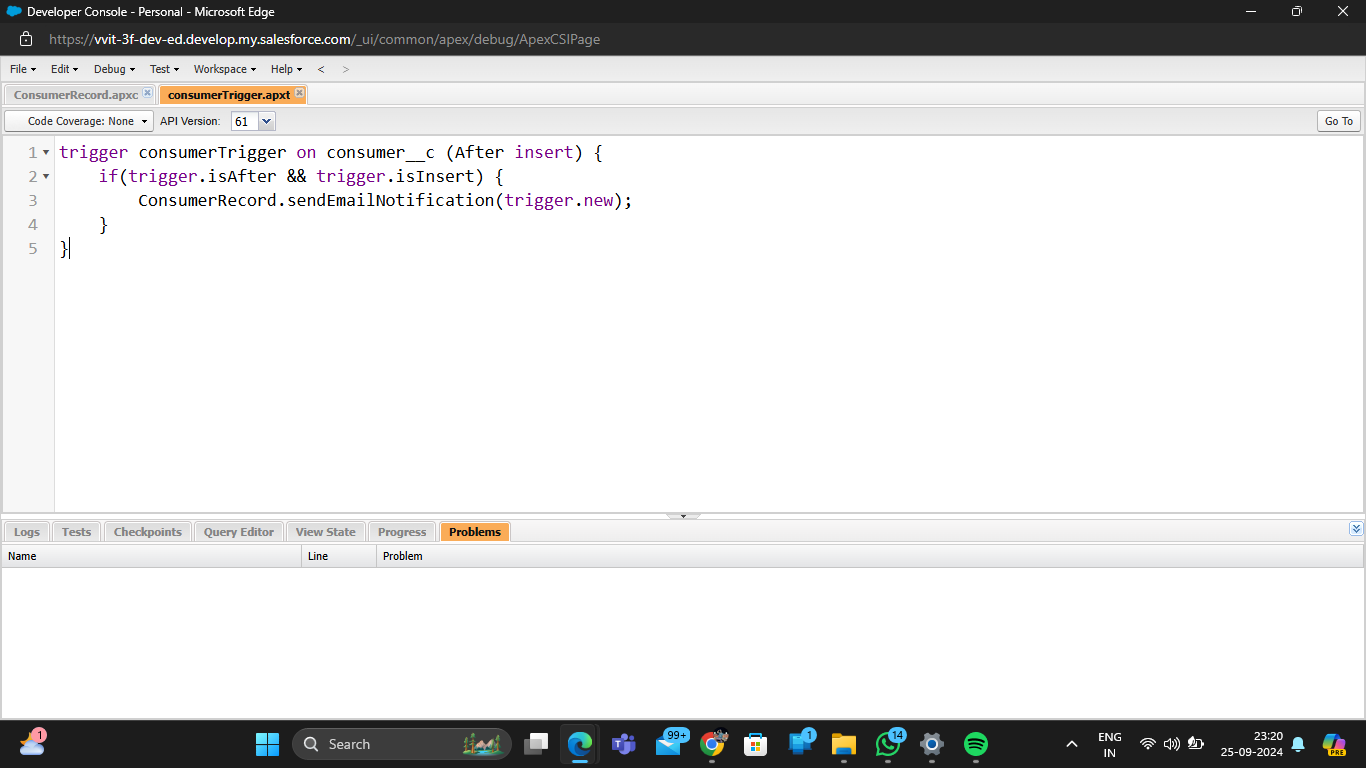 Developer Console - Personal - Microsoft Edge
https://vvit-3f-dev-ed.develop.my.salesforce.com/_ui/common/apex/debug/ApexCSIPage
File Edit Debug Test Workspace Help < >
ConsumerRecord.apxc consumerTrigger.apxt
Code Coverage: None API Version: 61 Go To
1 trigger consumerTrigger on consumer__c (After insert) {
2 if(trigger.isAfter && trigger.isInsert) {
3 ConsumerRecord.sendEmailNotification(trigger.new);
4 }
5 }
Logs Tests Checkpoints Query Editor View State Progress Problems
Name Line Problem
1 Search 99+ 1 14 ENG IN 23:20 25-09-2024 PRE